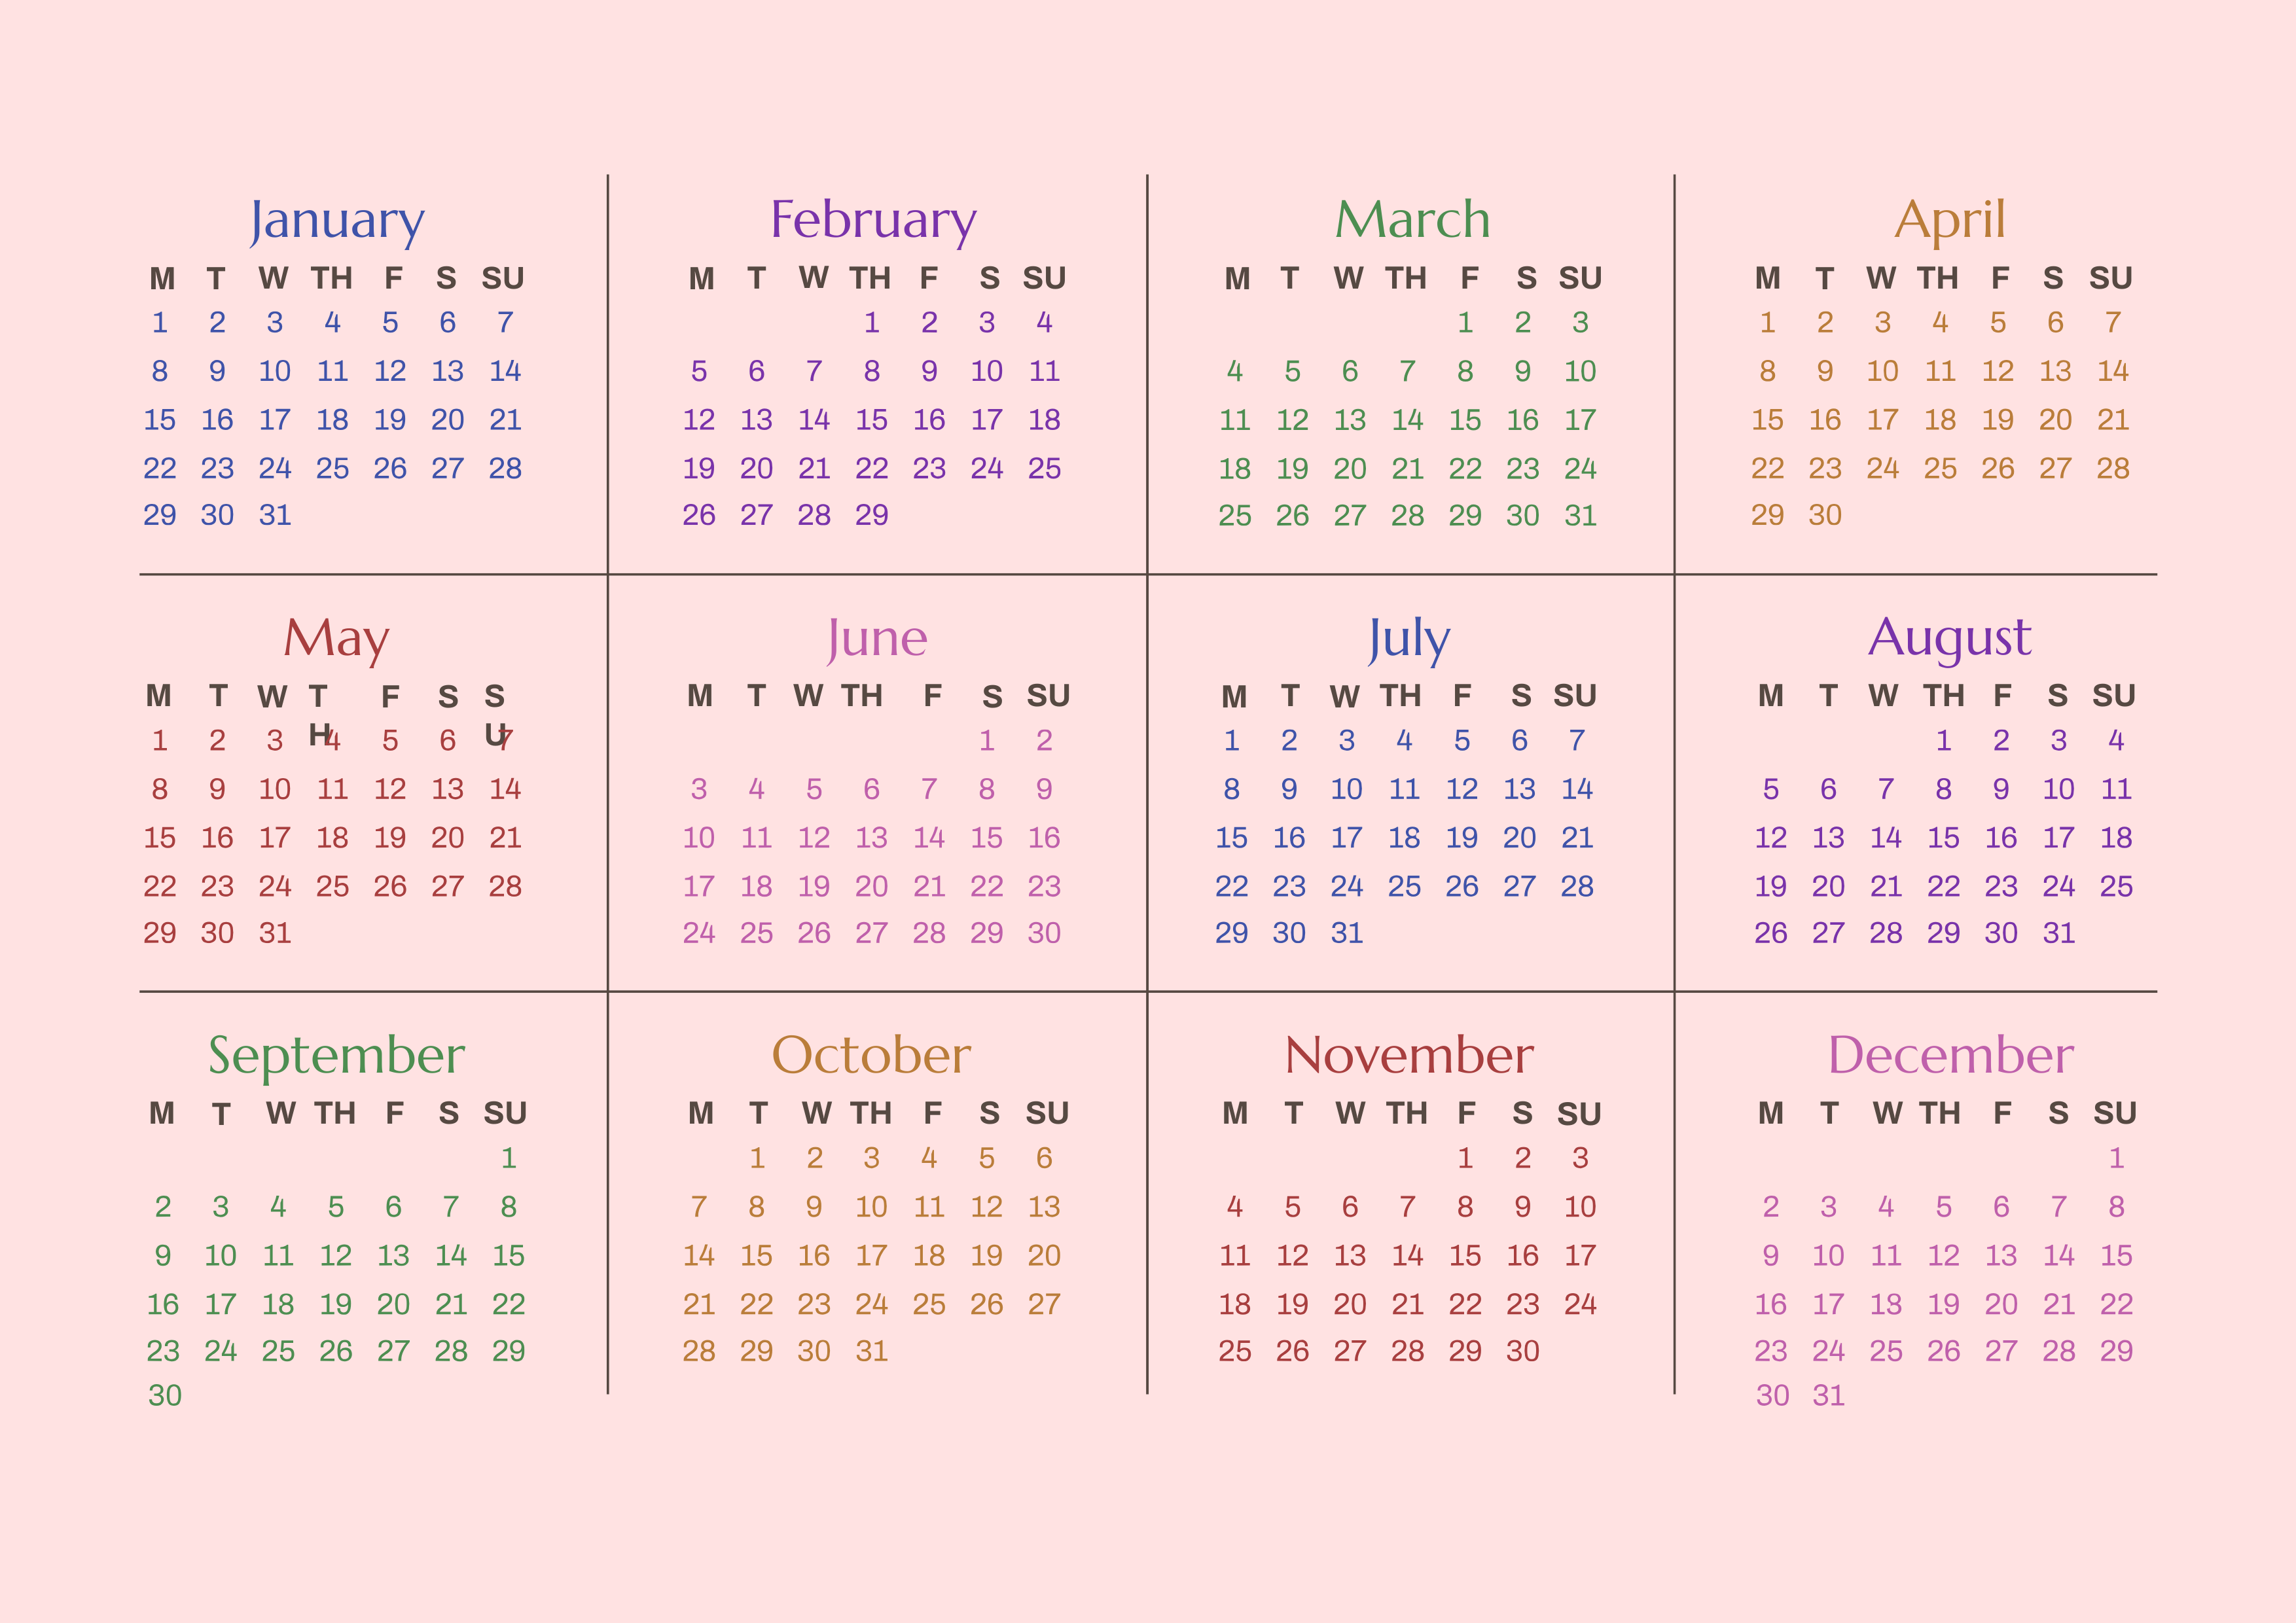 January
M T W TH F S SU
1 2 3 4 5 6 7
8 9 10 11 12 13 14
15 16 17 18 19 20 21
22 23 24 25 26 27 28
29 30 31
February
M T W TH F S SU
1 2 3 4
5 6 7 8 9 10 11
12 13 14 15 16 17 18
19 20 21 22 23 24 25
26 27 28 29
March
M T W TH F S SU
1 2 3
4 5 6 7 8 9 10
11 12 13 14 15 16 17
18 19 20 21 22 23 24
25 26 27 28 29 30 31
April
M T W TH F S SU
1 2 3 4 5 6 7
8 9 10 11 12 13 14
15 16 17 18 19 20 21
22 23 24 25 26 27 28
29 30
May
M T W TH F S SU
1 2 3 4 5 6 7
8 9 10 11 12 13 14
15 16 17 18 19 20 21
22 23 24 25 26 27 28
29 30 31
June
M T W TH F S SU
1 2
3 4 5 6 7 8 9
10 11 12 13 14 15 16
17 18 19 20 21 22 23
24 25 26 27 28 29 30
July
M T W TH F S SU
1 2 3 4 5 6 7
8 9 10 11 12 13 14
15 16 17 18 19 20 21
22 23 24 25 26 27 28
29 30 31
August
M T W TH F S SU
1 2 3 4
5 6 7 8 9 10 11
12 13 14 15 16 17 18
19 20 21 22 23 24 25
26 27 28 29 30 31
September
M T W TH F S SU
1
2 3 4 5 6 7 8
9 10 11 12 13 14 15
16 17 18 19 20 21 22
23 24 25 26 27 28 29
30
October
M T W TH F S SU
1 2 3 4 5 6
7 8 9 10 11 12 13
14 15 16 17 18 19 20
21 22 23 24 25 26 27
28 29 30 31
November
M T W TH F S SU
1 2 3
4 5 6 7 8 9 10
11 12 13 14 15 16 17
18 19 20 21 22 23 24
25 26 27 28 29 30
December
M T W TH F S SU
1
2 3 4 5 6 7 8
9 10 11 12 13 14 15
16 17 18 19 20 21 22
23 24 25 26 27 28 29
30 31